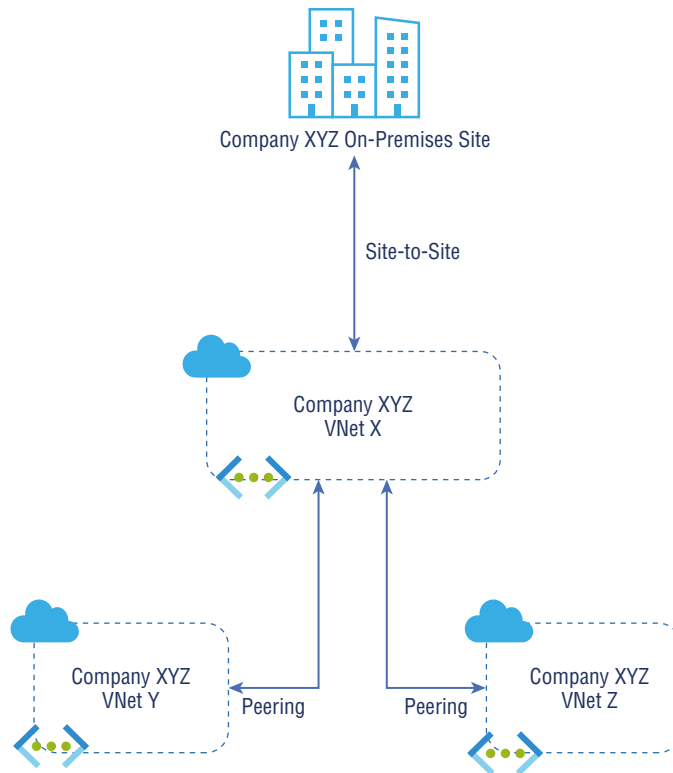 Company XYZ On-Premises Site
Site-to-Site
Company XYZ
VNet X
Company XYZ
VNet Y
Peering
Peering
Company XYZ
VNet Z